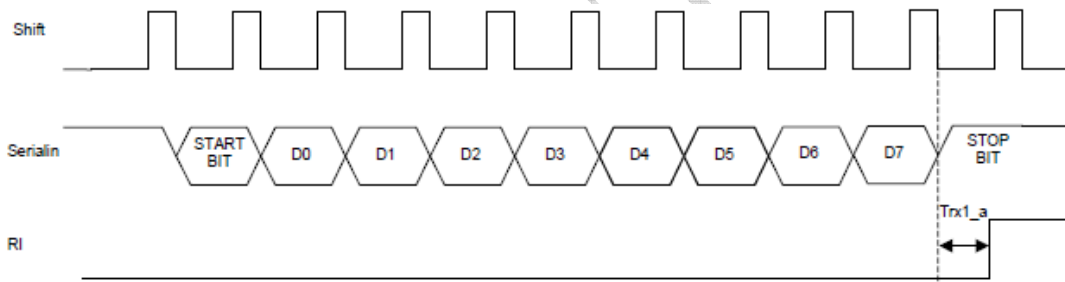 Shift
Serialin
START BIT
D0
D1
D2
D3
D4
D5
D6
D7
STOP BIT
Trx1_a
RI